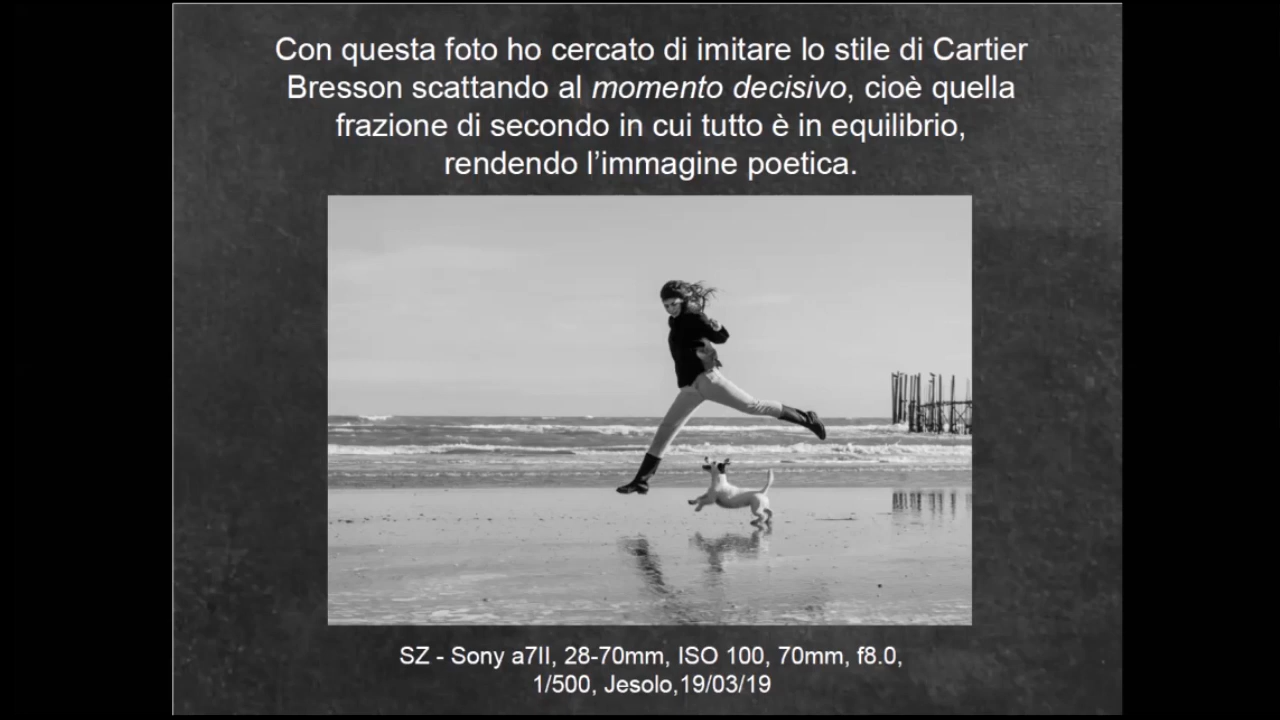 Con questa foto ho cercato di imitare lo stile di Cartier
Bresson scattando al momento decisivo, cioè quella
frazione di secondo in cui tutto è in equilibrio,
rendendo l’immagine poetica.
SZ - Sony a7II, 28-70mm, ISO 100, 70mm, f8.0,
1/500, Jesolo,19/03/19